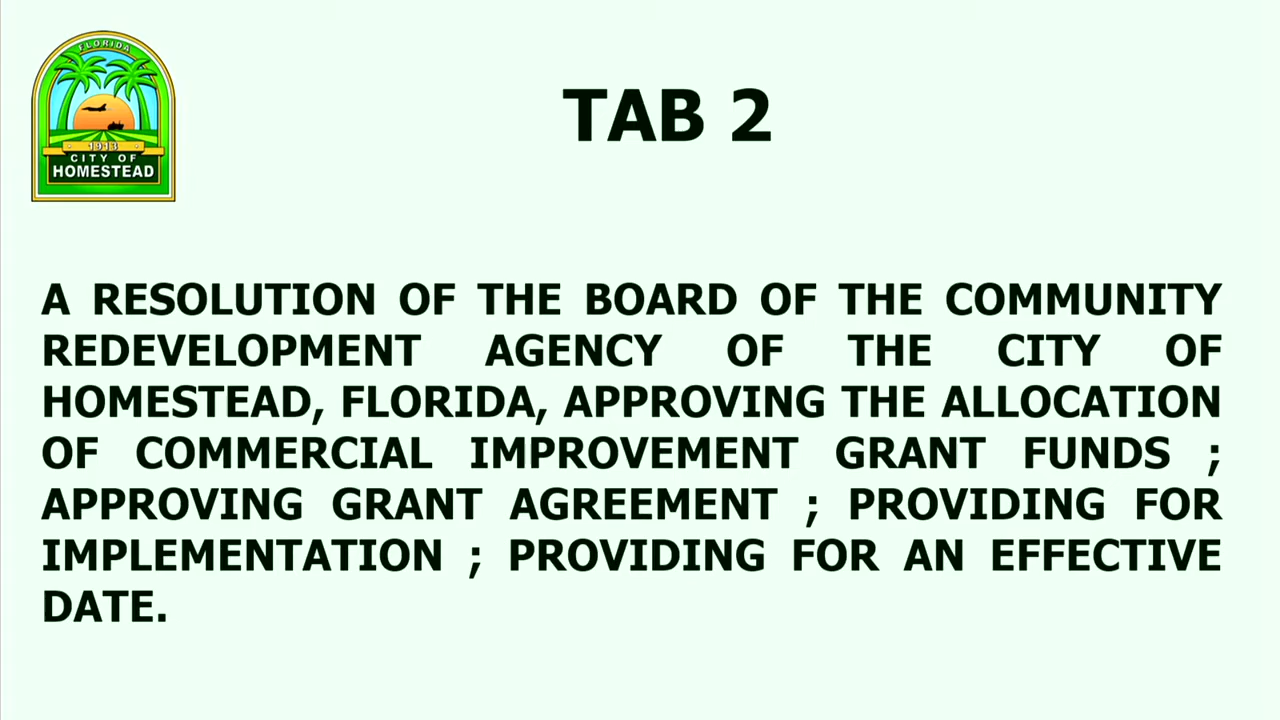 FLORIDA
1913
CITY OF
HOMESTEAD
TAB 2
A RESOLUTION OF THE BOARD OF THE COMMUNITY
REDEVELOPMENT AGENCY OF THE CITY OF
HOMESTEAD, FLORIDA, APPROVING THE ALLOCATION
OF COMMERCIAL IMPROVEMENT GRANT FUNDS ;
APPROVING GRANT AGREEMENT ; PROVIDING FOR
IMPLEMENTATION ; PROVIDING FOR AN EFFECTIVE
DATE.